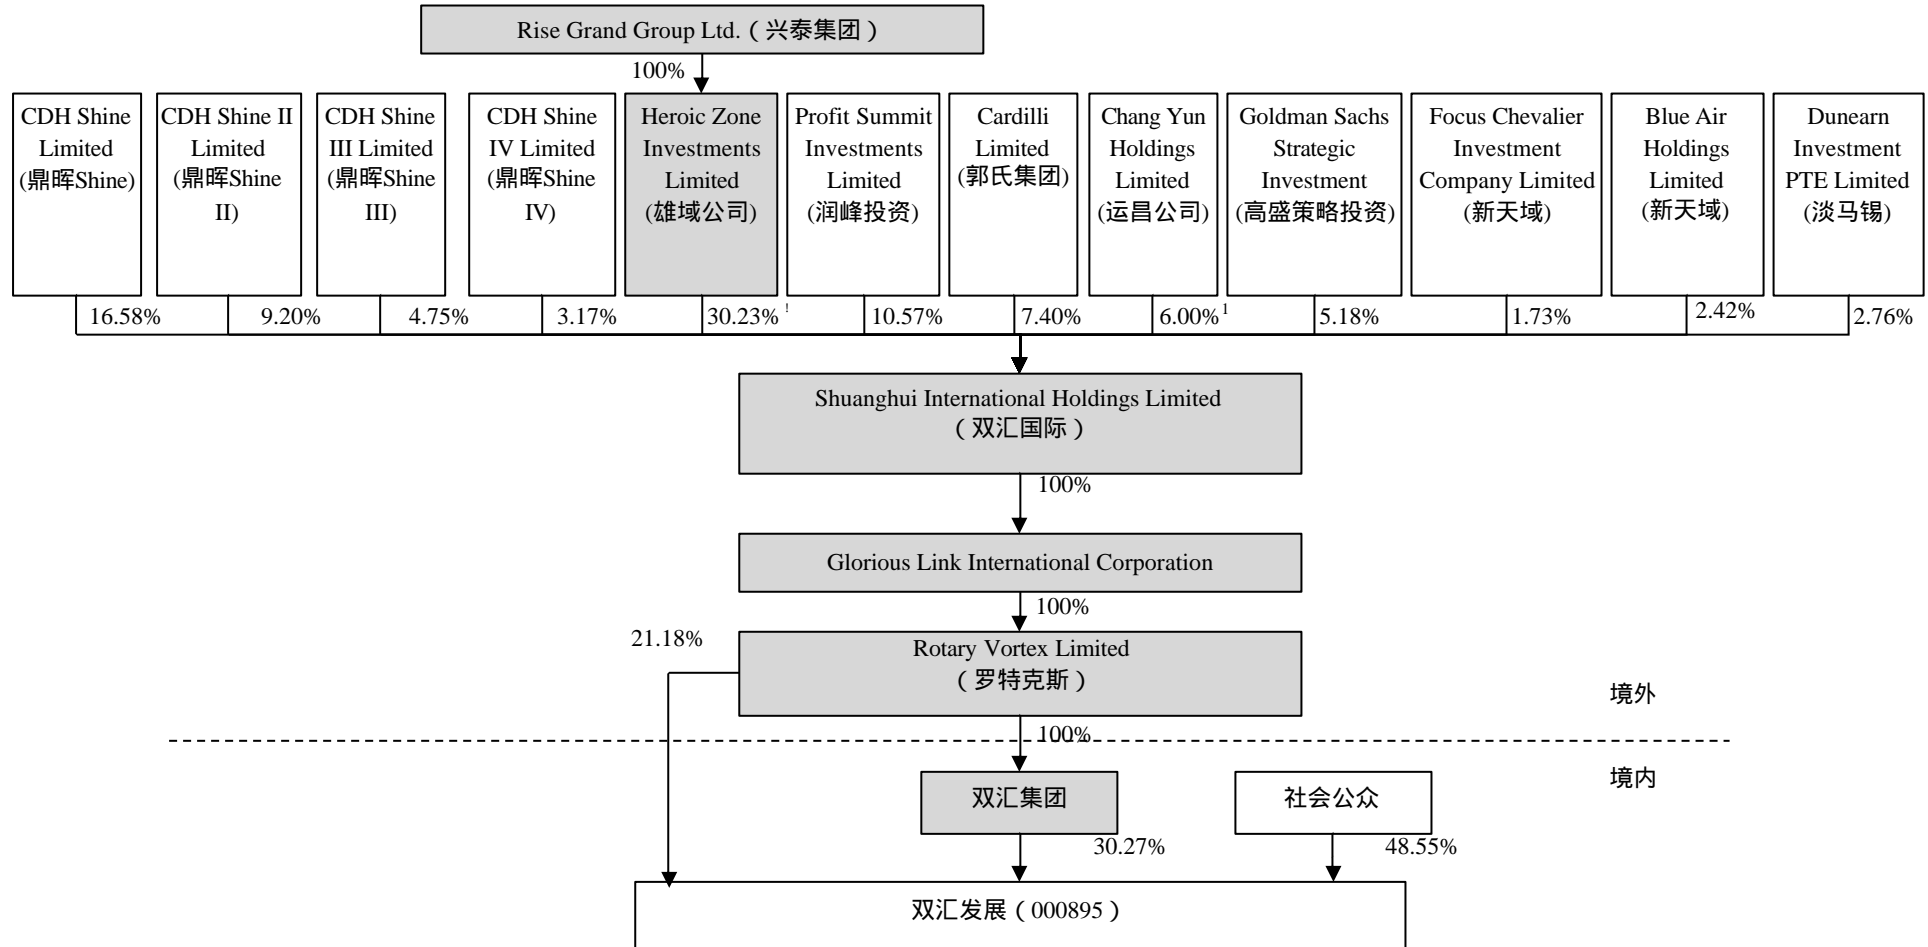 Rise Grand Group Ltd.（兴泰集团）
100%
CDH Shine
Limited
(鼎晖Shine)
CDH Shine II
Limited
(鼎晖Shine
II)
CDH Shine
III Limited
(鼎晖Shine
III)
CDH Shine
IV Limited
(鼎晖Shine
IV)
Heroic Zone
Investments
Limited
(雄域公司)
Profit Summit
Investments
Limited
(润峰投资)
Cardilli
Limited
(郭氏集团)
Chang Yun
Holdings
Limited
(运昌公司)
Goldman Sachs
Strategic
Investment
(高盛策略投资)
Focus Chevalier
Investment
Company Limited
(新天域)
Blue Air
Holdings
Limited
(新天域)
Dunearn
Investment
PTE Limited
(淡马锡)
16.58%
9.20%
4.75%
3.17%
30.23% 1
10.57%
7.40%
6.00% 1
5.18%
1.73%
2.42%
2.76%
Shuanghui International Holdings Limited
（双汇国际）
100%
Glorious Link International Corporation
100%
21.18%
Rotary Vortex Limited
（罗特克斯）
境外
100%
境内
双汇集团
社会公众
30.27%
48.55%
双汇发展（000895）